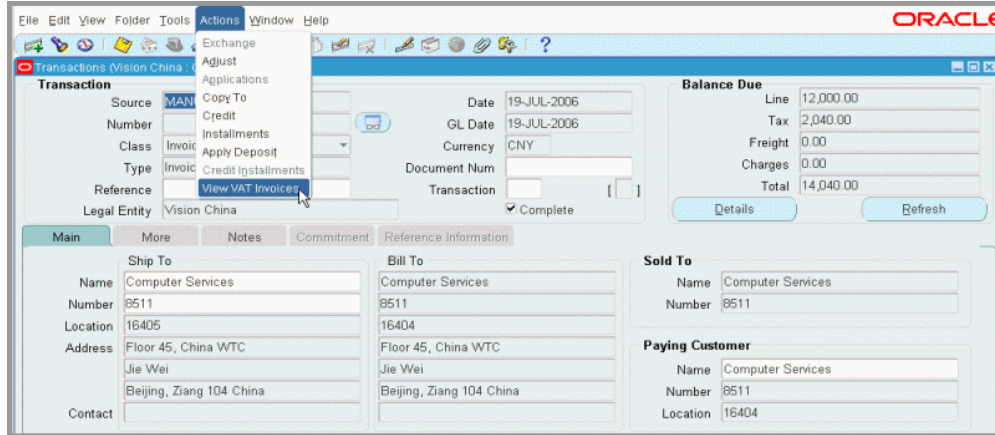 File Edit View Folder Tools Actions Window Help
ORACLE
Exchange
Adjust
Applications
Copy To
Credit
Installments
Apply Deposit
Credit Installments
View VAT Invoices
Transactions (Vision China :
Transaction
Source MANU
Number
Class Invoic
Type Invoic
Reference
Legal Entity Vision China
Date 19-JUL-2006
GL Date 19-JUL-2006
Currency CNY
Document Num
Transaction [ ]
Complete
Balance Due
Line 12,000.00
Tax 2,040.00
Freight 0.00
Charges 0.00
Total 14,040.00
Details Refresh
Main More Notes Commitment Reference Information
Ship To Bill To
Name Computer Services Computer Services
Number 8511 8511
Location 16405 16404
Address Floor 45, China WTC Floor 45, China WTC
Jie Wei Jie Wei
Beijing, Ziang 104 China Beijing, Ziang 104 China
Contact
Sold To
Name Computer Services
Number 8511
Paying Customer
Name Computer Services
Number 8511
Location 16404